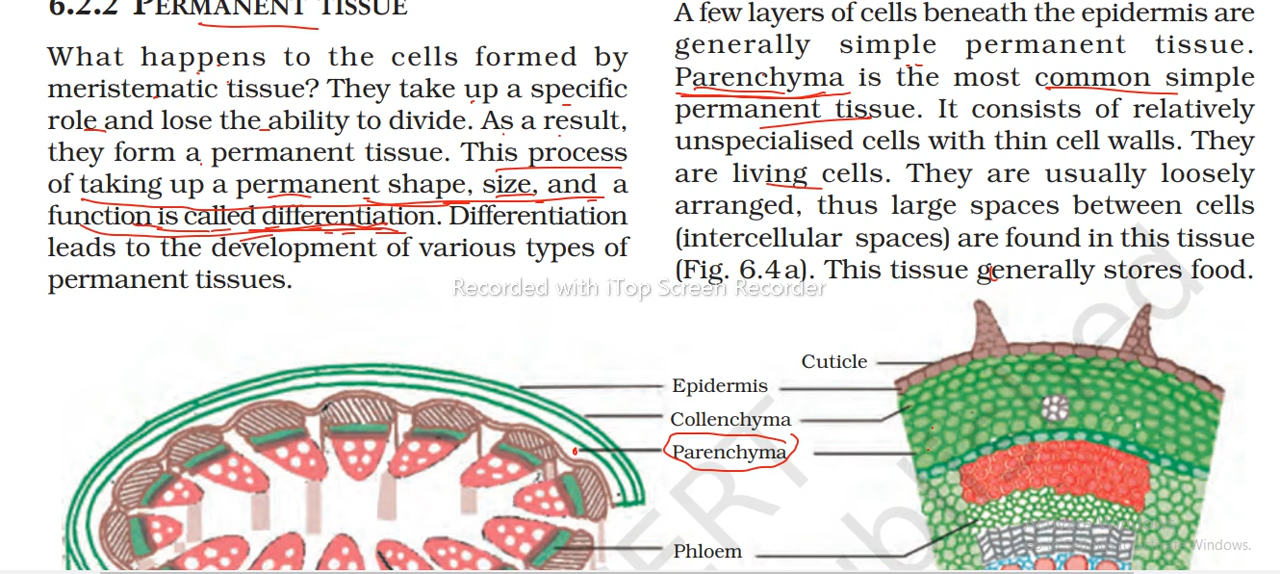 6.2.2 PERMANENT TISSUE
What happens to the cells formed by
meristematic tissue? They take up a specific
role and lose the ability to divide. As a result,
they form a permanent tissue. This process
of taking up a permanent shape, size, and a
function is called differentiation. Differentiation
leads to the development of various types of
permanent tissues.
A few layers of cells beneath the epidermis are
generally simple permanent tissue.
Parenchyma is the most common simple
permanent tissue. It consists of relatively
unspecialised cells with thin cell walls. They
are living cells. They are usually loosely
arranged, thus large spaces between cells
(intercellular spaces) are found in this tissue
(Fig. 6.4a). This tissue generally stores food.
Recorded with iTop Screen Recorder
Cuticle
Epidermis
Collenchyma
Parenchyma
Phloem
Windows.